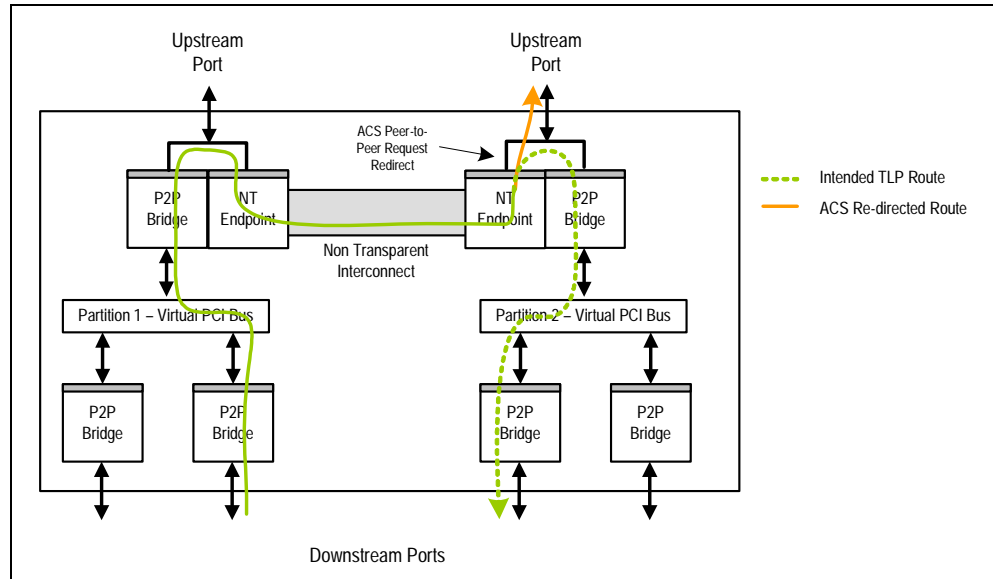 Upstream
Port
Upstream
Port
ACS Peer-to-
Peer Request
Redirect
P2P
Bridge
NT
Endpoint
NT
Endpoint
P2P
Bridge
Intended TLP Route
ACS Re-directed Route
Non Transparent
Interconnect
Partition 1 – Virtual PCI Bus
Partition 2 – Virtual PCI Bus
P2P
Bridge
P2P
Bridge
P2P
Bridge
P2P
Bridge
Downstream Ports